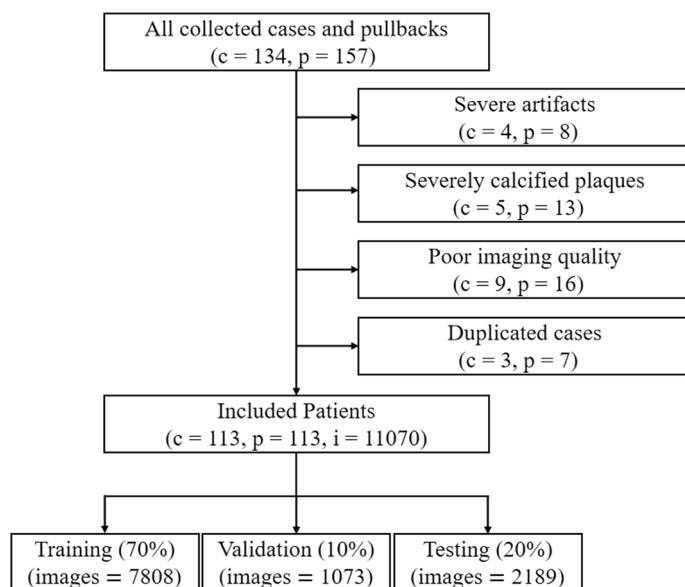 All collected cases and pullbacks
(c = 134, p = 157)
Severe artifacts
(c = 4, p = 8)
Severely calcified plaques
(c = 5, p = 13)
Poor imaging quality
(c = 9, p = 16)
Duplicated cases
(c = 3, p = 7)
Included Patients
(c = 113, p = 113, i = 11070)
Training (70%)
(images = 7808)
Validation (10%)
(images = 1073)
Testing (20%)
(images = 2189)